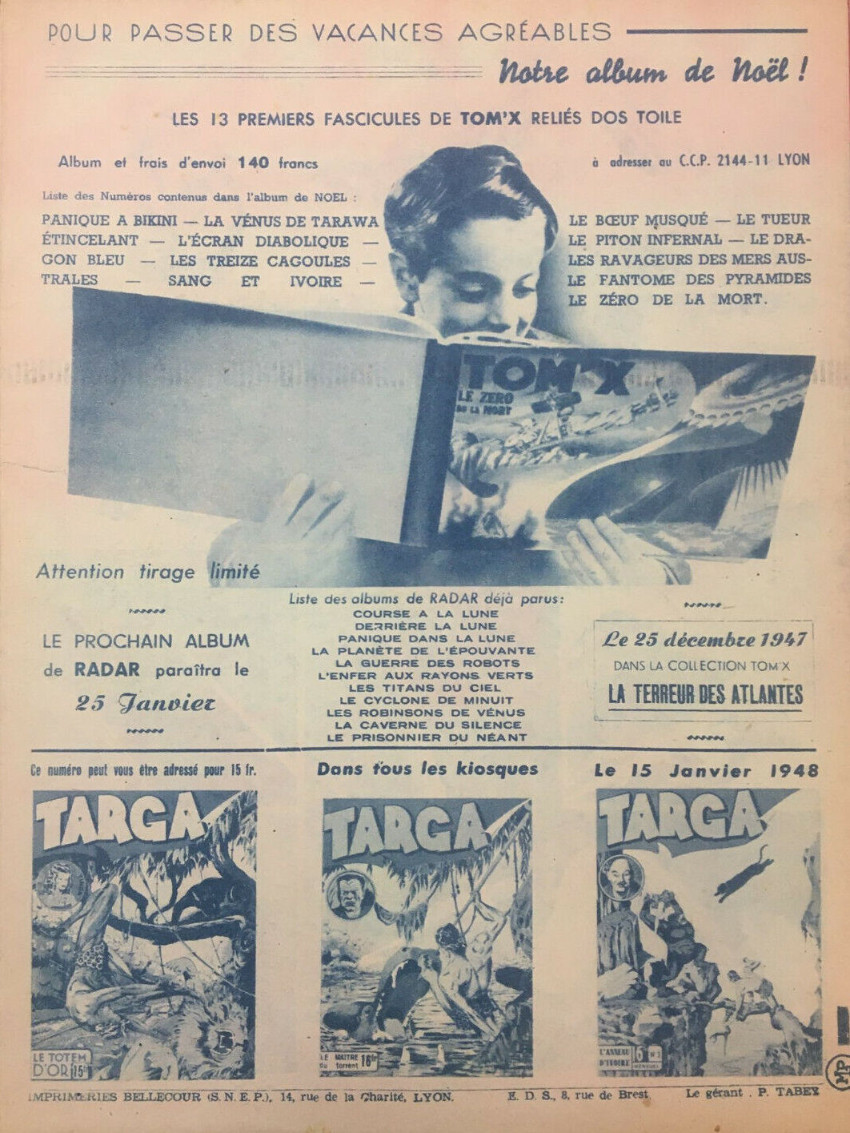 POUR PASSER DES VACANCES AGRÉABLES
Notre album de Noël !
LES 13 PREMIERS FASCICULES DE TOM'X RELIÉS DOS TOILE
Album et frais d'envoi 140 francs
à adresser au C.C.P. 2144-11 LYON
Liste des Numéros contenus dans l'album de NOEL :
PANIQUE A BIKINI — LA VÉNUS DE TARAWA
LE BŒUF MUSQUÉ — LE TUEUR
ÉTINCELANT — L'ÉCRAN DIABOLIQUE —
LE PITON INFERNAL — LE DRA-
GON BLEU — LES TREIZE CAGOULES —
LES RAVAGEURS DES MERS AUS-
TRALES — SANG ET IVOIRE —
LE FANTOME DES PYRAMIDES
LE ZÉRO DE LA MORT.
TOM'X
LE ZERO
DE LA MORT
Attention tirage limité
LE PROCHAIN ALBUM
de RADAR paraîtra le
25 Janvier
Liste des albums de RADAR déjà parus :
COURSE A LA LUNE
DERRIÈRE LA LUNE
PANIQUE DANS LA LUNE
LA PLANÈTE DE L'ÉPOUVANTE
LA GUERRE DES ROBOTS
L'ENFER AUX RAYONS VERTS
LES TITANS DU CIEL
LE CYCLONE DE MINUIT
LES ROBINSONS DE VÉNUS
LA CAVERNE DU SILENCE
LE PRISONNIER DU NÉANT
Le 25 décembre 1947
DANS LA COLLECTION TOM'X
LA TERREUR DES ATLANTES
Ce numéro peut vous être adressé pour 15 fr.
TARGA
LE TOTEM
D'OR 15fr
Dans tous les kiosques
TARGA
LE MAITRE
du torrent
Le 15 Janvier 1948
TARGA
L'ANNEAU
D'IVOIRE
IMPRIMERIES BELLECOUR (S.N.E.P.), 14, rue de la Charité, LYON.
E. D. S., 8, rue de Brest
Le gérant : P. TABEY